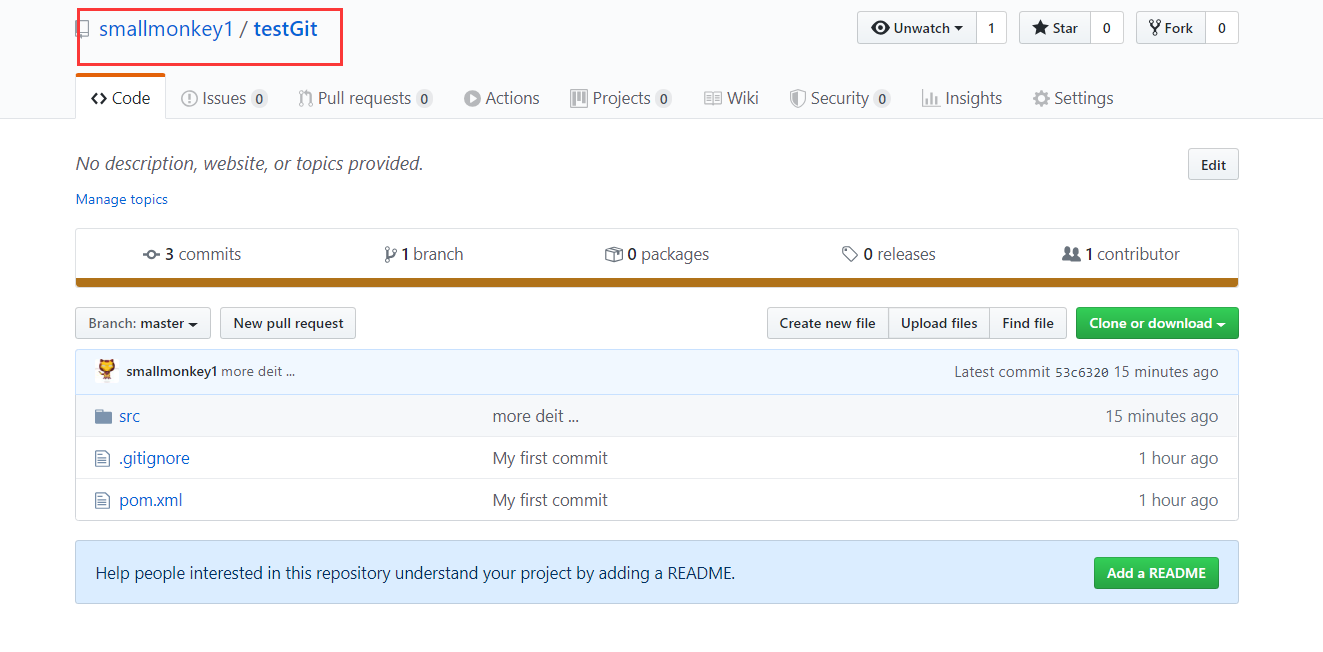 smallmonkey1 / testGit
Unwatch 1 Star 0 Fork 0
Code Issues 0 Pull requests 0 Actions Projects 0 Wiki Security 0 Insights Settings
No description, website, or topics provided. Edit
Manage topics
3 commits 1 branch 0 packages 0 releases 1 contributor
Branch: master New pull request Create new file Upload files Find file Clone or download
smallmonkey1 more deit ... Latest commit 53c6320 15 minutes ago
src more deit ... 15 minutes ago
.gitignore My first commit 1 hour ago
pom.xml My first commit 1 hour ago
Help people interested in this repository understand your project by adding a README. Add a README